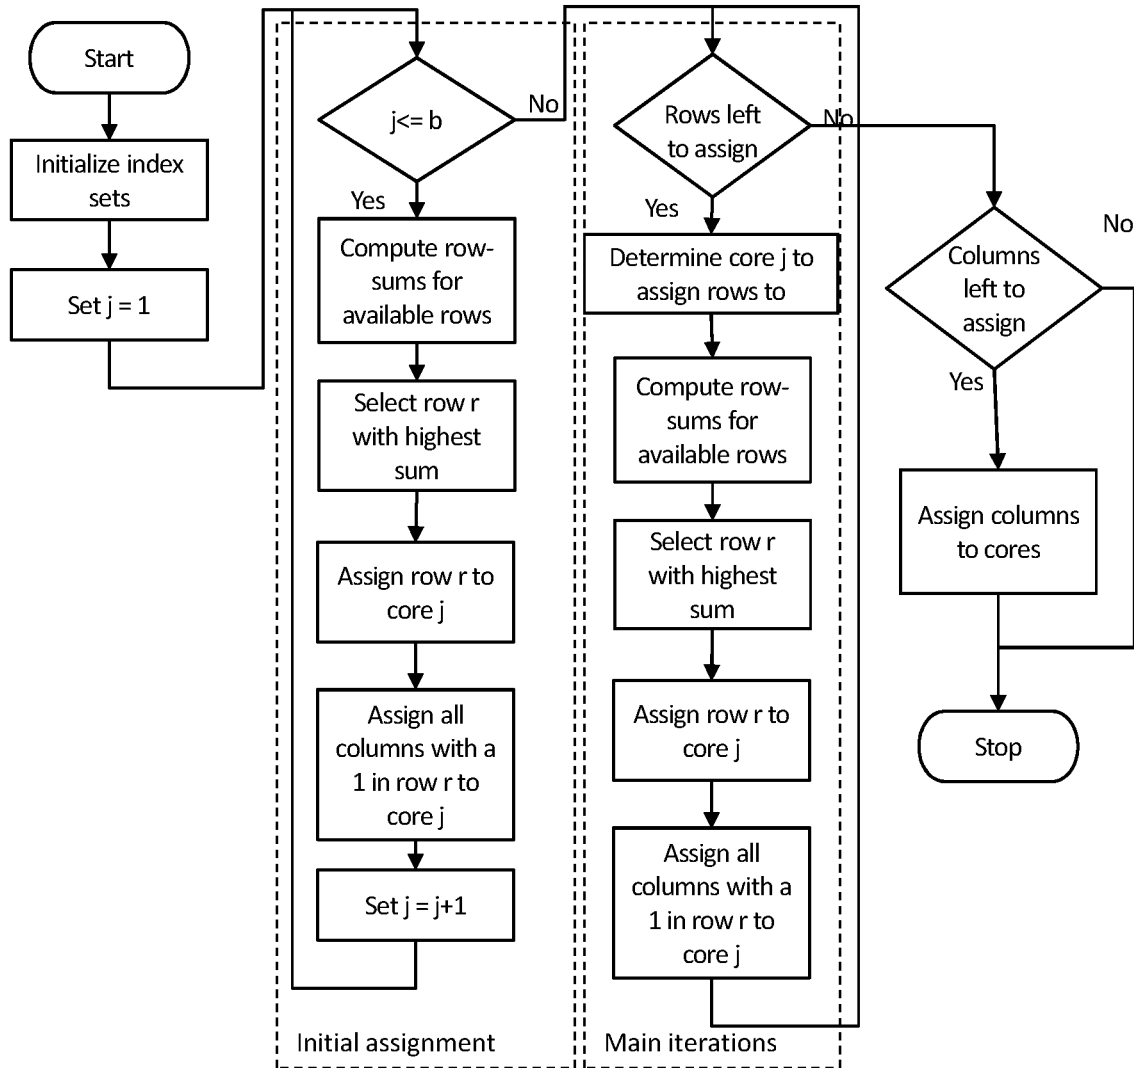 Start
Initialize index
sets
Set j = 1
j<= b
No
Yes
Compute row-
sums for
available rows
Select row r
with highest
sum
Assign row r to
core j
Assign all
columns with a
1 in row r to
core j
Set j = j+1
Initial assignment
Rows left
to assign
No
Yes
Determine core j to
assign rows to
Compute row-
sums for
available rows
Select row r
with highest
sum
Assign row r to
core j
Assign all
columns with a
1 in row r to
core j
Main iterations
Columns
left to
assign
No
Yes
Assign columns
to cores
Stop